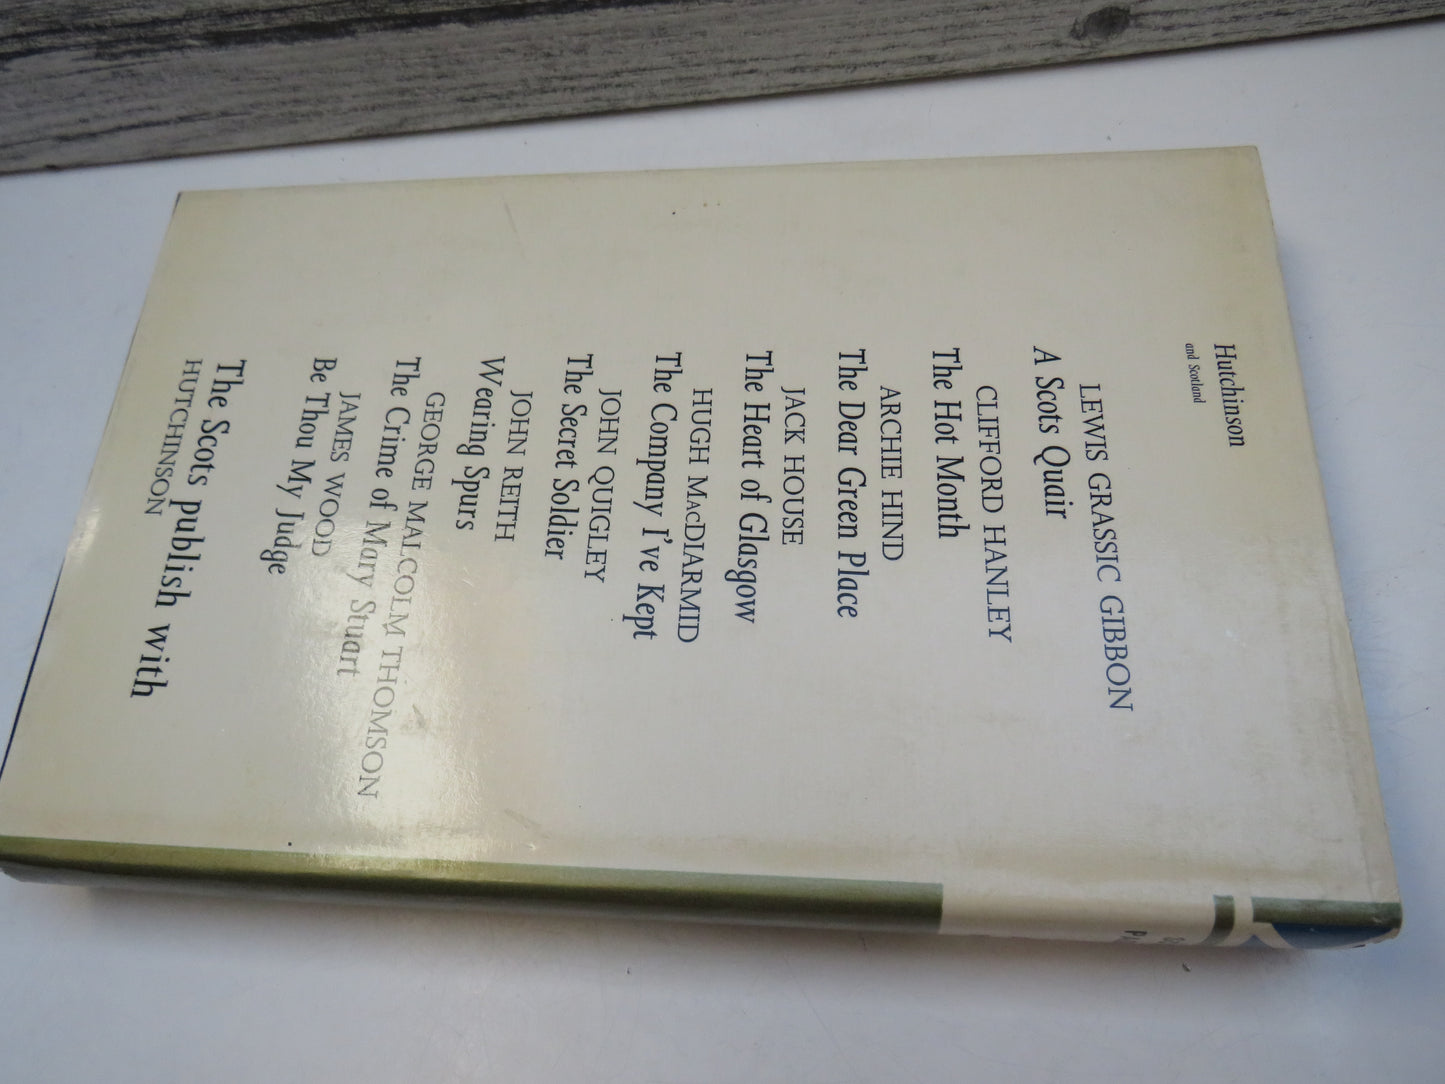 Hutchinson
and Scotland
LEWIS GRASSIC GIBBON
A Scots Quair
CLIFFORD HANLEY
The Hot Month
ARCHIE HIND
The Dear Green Place
JACK HOUSE
The Heart of Glasgow
HUGH MACDIARMID
The Company I've Kept
JOHN QUIGLEY
The Secret Soldier
JOHN REITH
Wearing Spurs
GEORGE MALCOLM THOMSON
The Crime of Mary Stuart
JAMES WOOD
Be Thou My Judge
The Scots publish with
HUTCHINSON